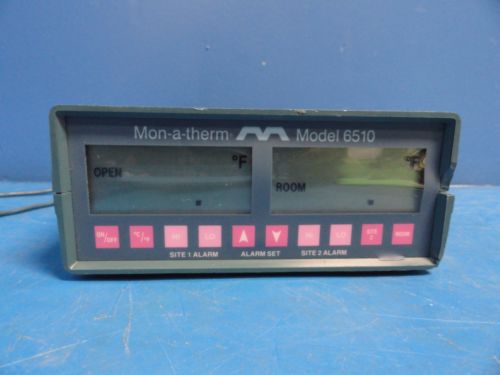 Mon-a-therm Model 6510
OPEN °F
ROOM °F
ON/OFF °C/°F HI LO HI LO SITE 2 ROOM
SITE 1 ALARM ALARM SET SITE 2 ALARM